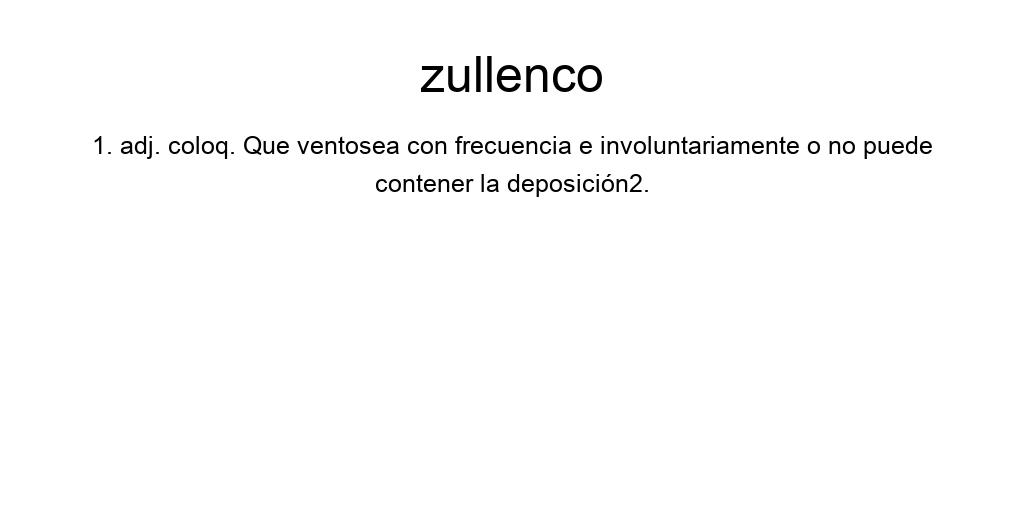 zullenco
1. adj. coloq. Que ventosea con frecuencia e involuntariamente o no puede
contener la deposición2.